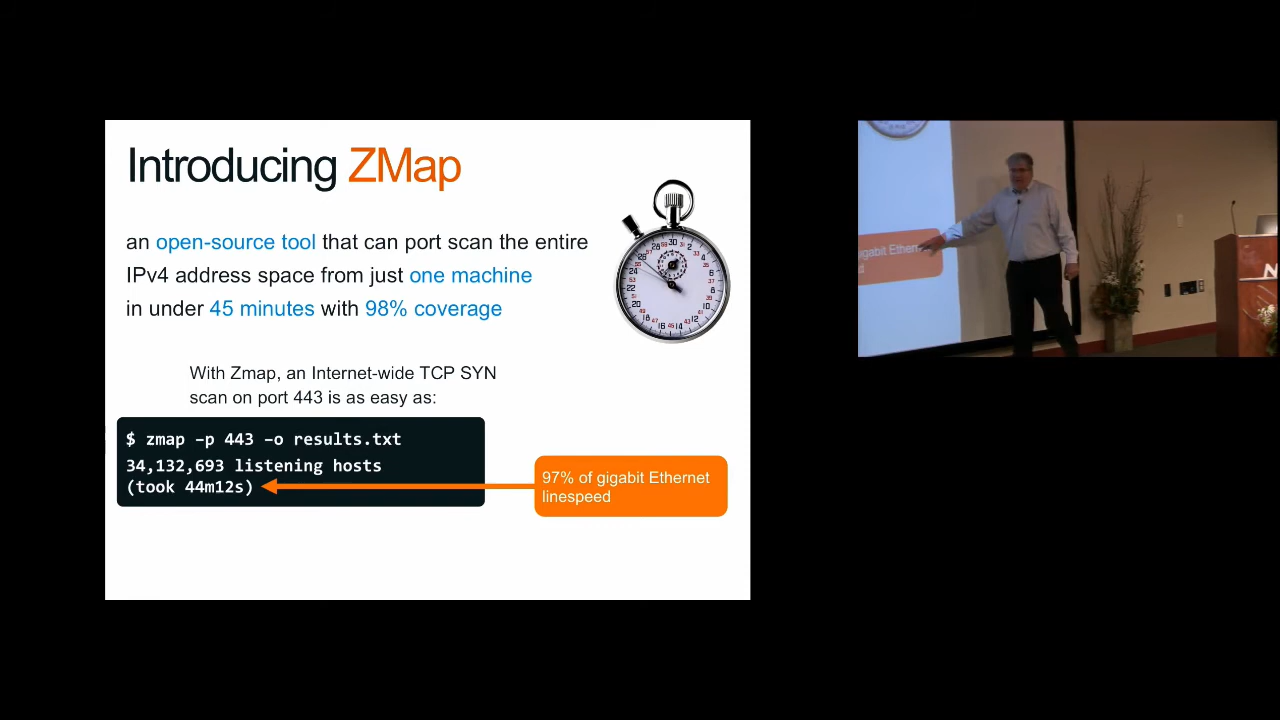 Introducing ZMap
an open-source tool that can port scan the entire
IPv4 address space from just one machine
in under 45 minutes with 98% coverage
With Zmap, an Internet-wide TCP SYN
scan on port 443 is as easy as:
$ zmap –p 443 –o results.txt
34,132,693 listening hosts
(took 44m12s)
97% of gigabit Ethernet
linespeed
gigabit Ethern
d
N